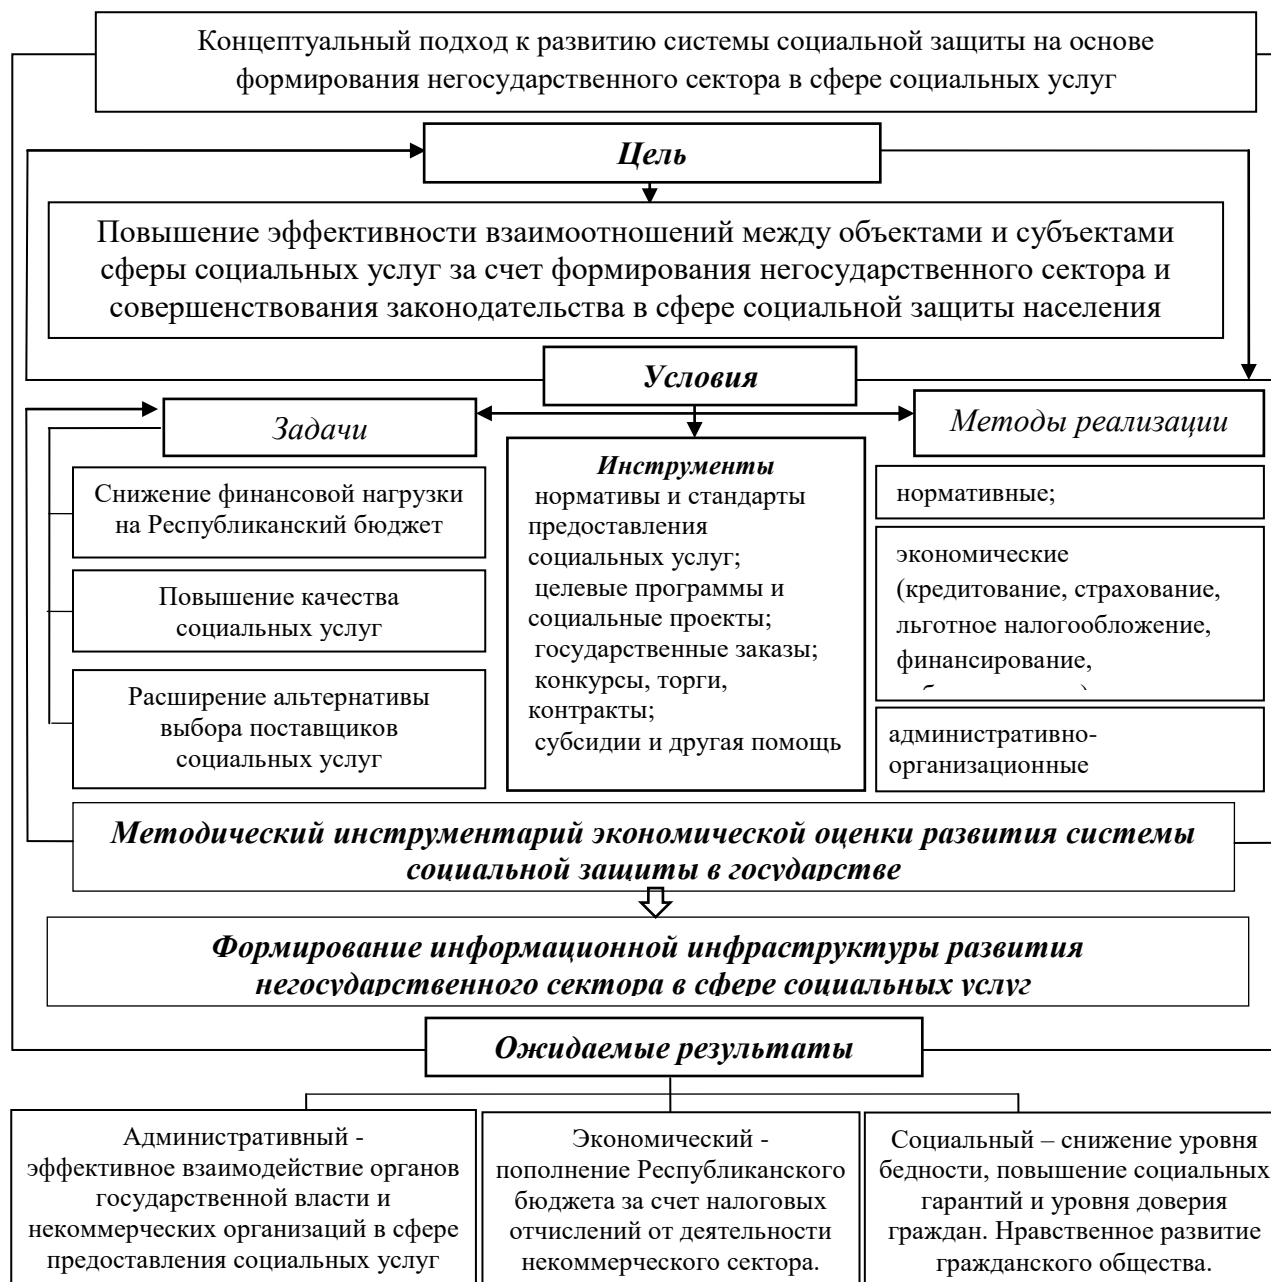 Концептуальный подход к развитию системы социальной защиты на основе
формирования негосударственного сектора в сфере социальных услуг
Цель
Повышение эффективности взаимоотношений между объектами и субъектами
сферы социальных услуг за счет формирования негосударственного сектора и
совершенствования законодательства в сфере социальной защиты населения
Условия
Задачи
Снижение финансовой нагрузки
на Республиканский бюджет
Повышение качества
социальных услуг
Расширение альтернативы
выбора поставщиков
социальных услуг
Инструменты
нормативы и стандарты
предоставления
социальных услуг;
целевые программы и
социальные проекты;
государственные заказы;
конкурсы, торги,
контракты;
субсидии и другая помощь
Методы реализации
нормативные;
экономические
(кредитование, страхование,
льготное налогообложение,
финансирование,
административно-
организационные
Методический инструментарий экономической оценки развития системы
социальной защиты в государстве
Формирование информационной инфраструктуры развития
негосударственного сектора в сфере социальных услуг
Ожидаемые результаты
Административный -
эффективное взаимодействие органов
государственной власти и
некоммерческих организаций в сфере
предоставления социальных услуг
Экономический -
пополнение Республиканского
бюджета за счет налоговых
отчислений от деятельности
некоммерческого сектора.
Социальный – снижение уровня
бедности, повышение социальных
гарантий и уровня доверия
граждан. Нравственное развитие
гражданского общества.